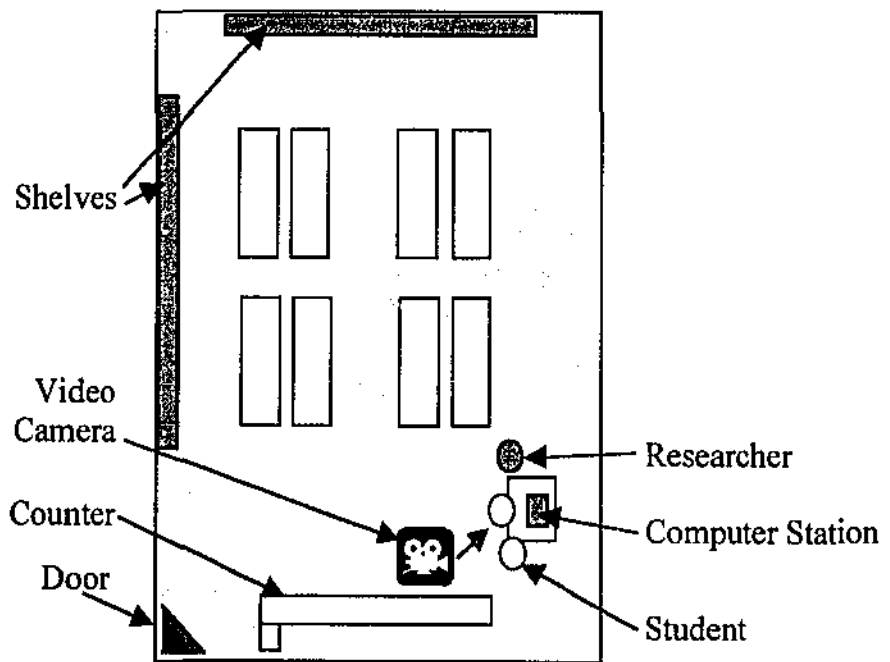 Shelves
Video
Camera
Researcher
Counter
Computer Station
Door
Student